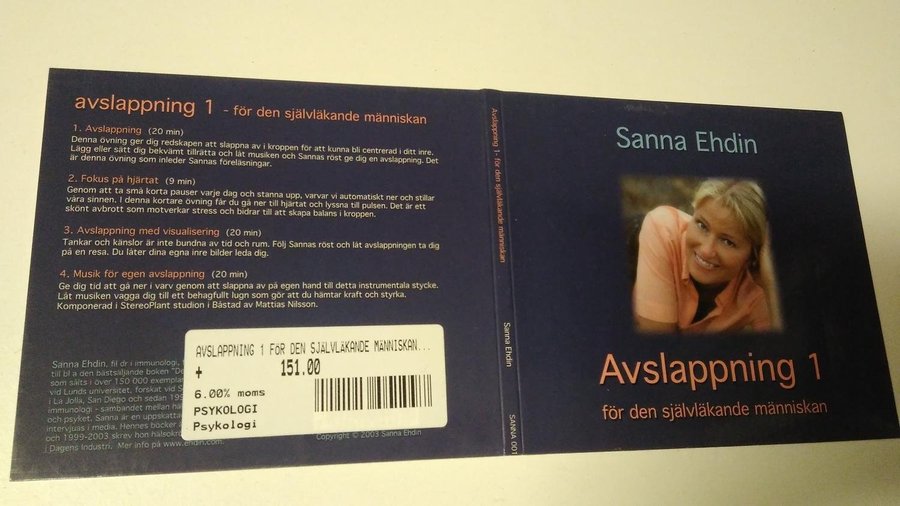 avslappning 1 - för den självläkande människan
1. Avslappning (20 min)
Denna övning ger dig redskapen att slappna av i kroppen för att kunna bli centrerad i ditt inre.
Lägg eller sätt dig bekvämt tillrätta och låt musiken och Sannas röst ge dig en avslappning. Det
är denna övning som inleder Sannas föreläsningar.
2. Fokus på hjärtat (9 min)
Genom att ta små korta pauser varje dag och stanna upp, varvar vi automatiskt ner och stillar
våra sinnen. I denna kortare övning får du gå ner till hjärtat och lyssna till pulsen. Det är ett
skönt avbrott som motverkar stress och bidrar till att skapa balans i kroppen.
3. Avslappning med visualisering (20 min)
Tankar och känslor är inte bundna av tid och rum. Följ Sannas röst och låt avslappningen ta dig
på en resa. Du låter dina egna inre bilder leda dig.
4. Musik för egen avslappning (20 min)
Ge dig tid att gå ner i varv genom att slappna av på egen hand till detta instrumentala stycke.
Låt musiken vagga dig till ett behagfullt lugn som gör att du hämtar kraft och styrka.
Komponerad i StereoPlant studion i Båstad av Mattias Nilsson.
Sanna Ehdin, fil dr i immunologi,
till bl a den bästsäljande boken "De
som sålts i över 150 000 exempla
vid Lunds universitet, forskat vid S
i La Jolla, San Diego och sedan 199
immunologi - sambandet mellan hä
och psyket. Sanna är en uppskatta
intervjuas i media. Hennes böcker ä
och 1999-2003 skrev hon hälsokrö
i Dagens Industri. Mer info på www.ehdin.com.
Copyright © 2003 Sanna Ehdin
AVSLAPPNING 1 FÖR DEN SJÄLVLÄKANDE MÄNNISKAN...
+ 151.00
6.00% moms
PSYKOLOGI
Psykologi
Avslappning 1 - för den självläkande människan
Sanna Ehdin
SANNA 001
Sanna Ehdin
Avslappning 1
för den självläkande människan